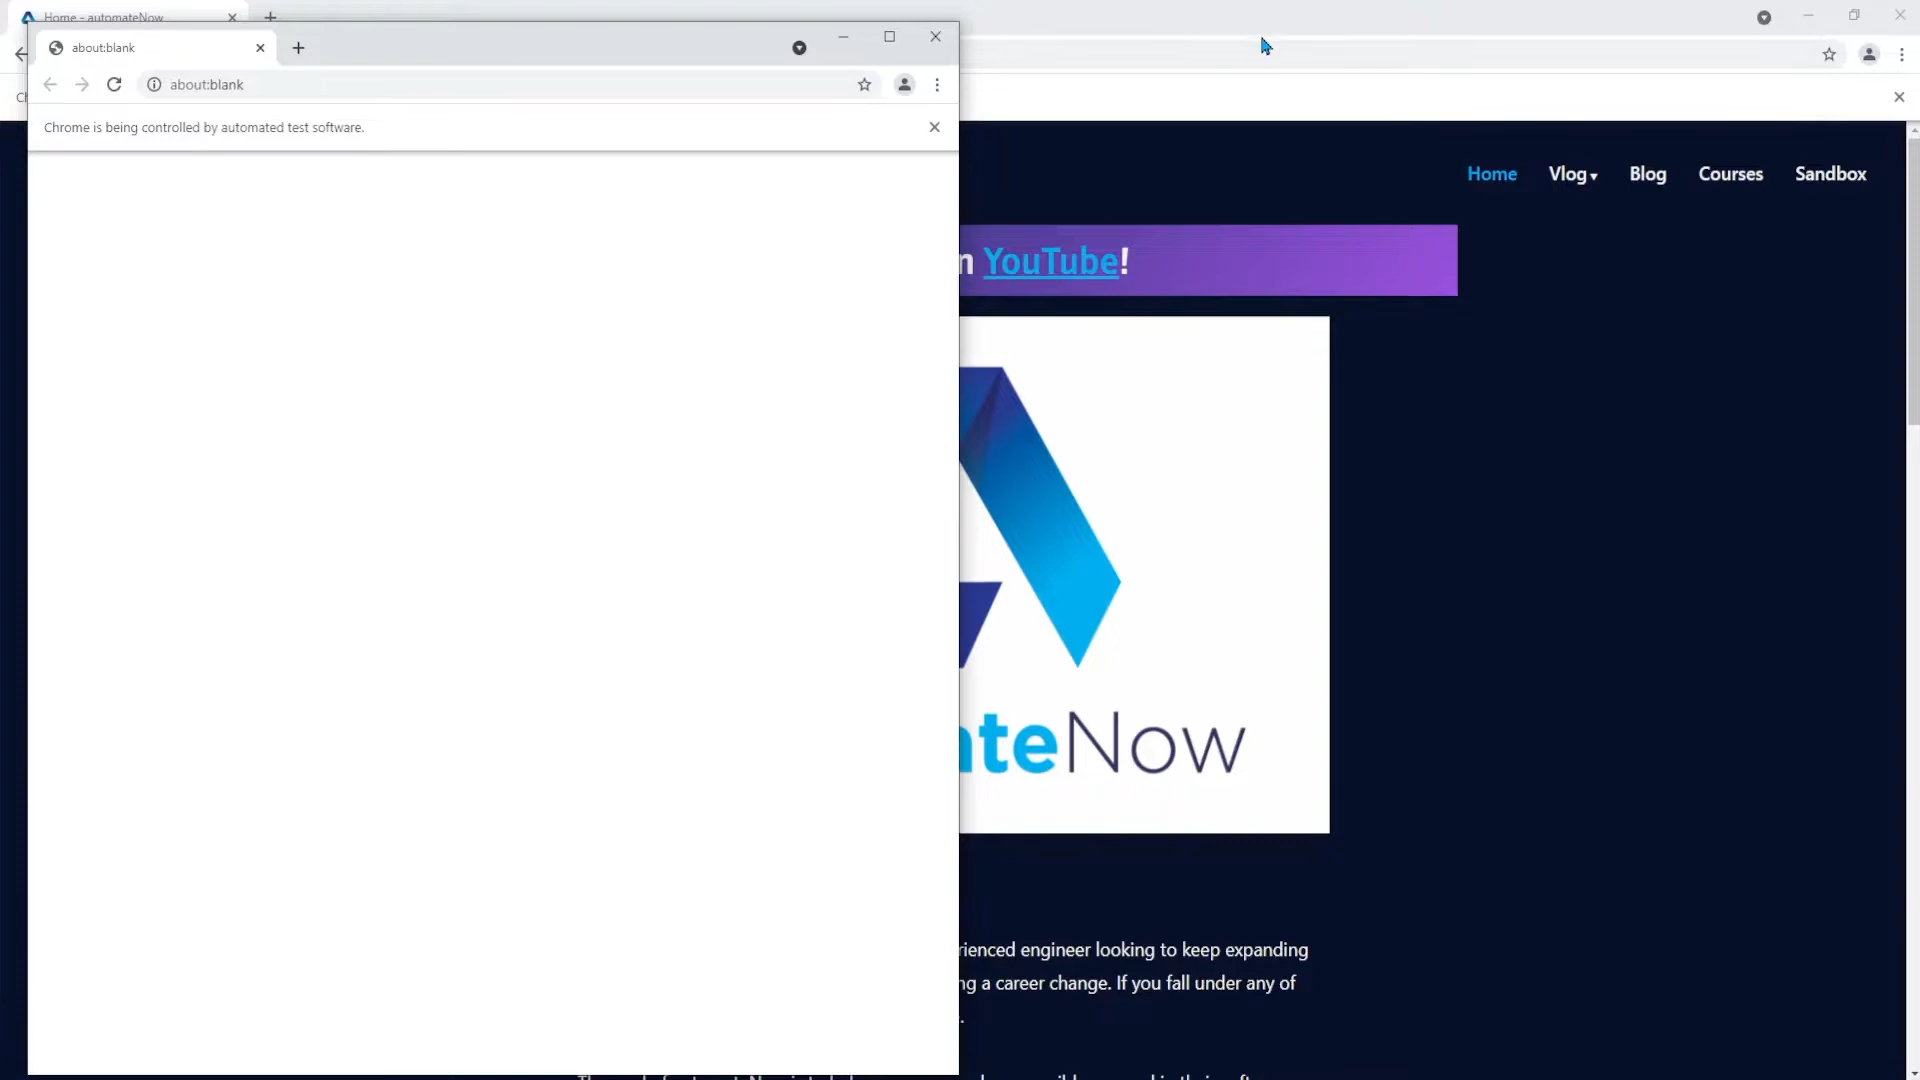 Home - automateNow
about:blank
about:blank
Chrome is being controlled by automated test software.
Home
Vlog
Blog
Courses
Sandbox
n YouTube!
ateNow
rienced engineer looking to keep expanding
ng a career change. If you fall under any of